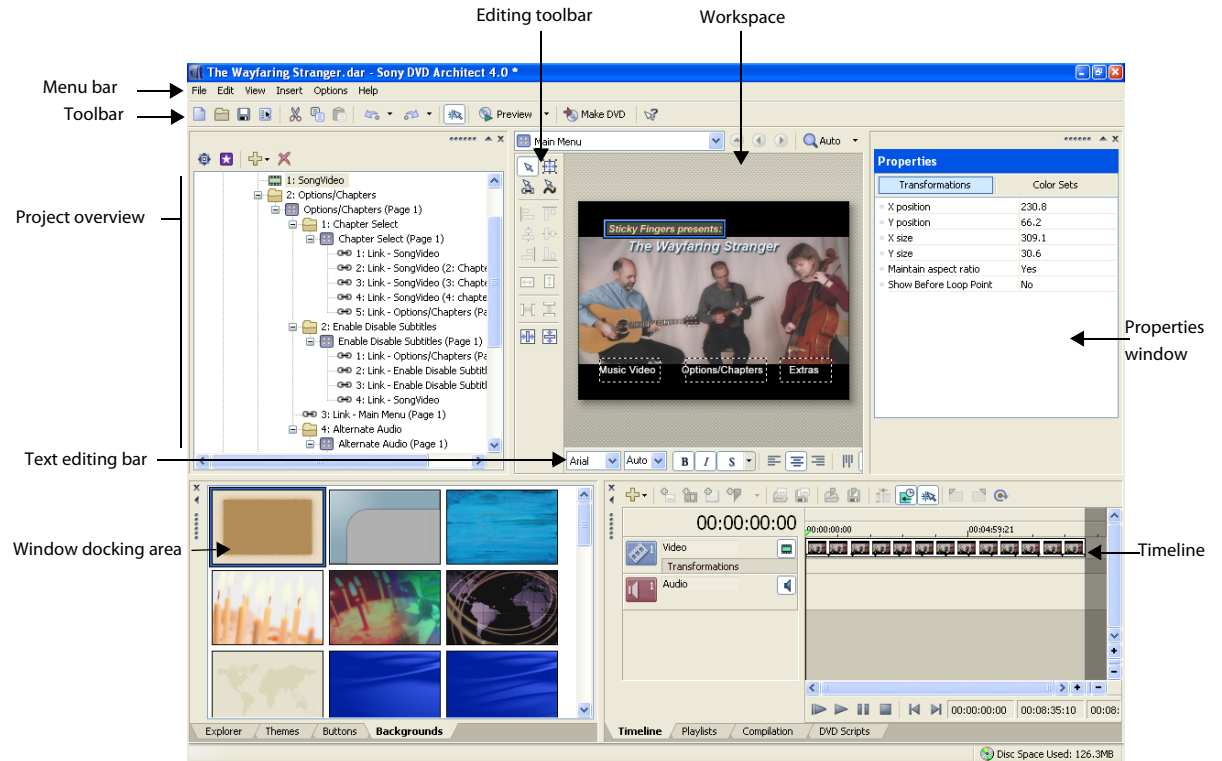 Editing toolbar
Workspace
The Wayfaring Stranger.dar - Sony DVD Architect 4.0 *
Menu bar
File Edit View Insert Options Help
Toolbar
Preview
Make DVD
Main Menu
Auto
Properties
Transformations
Color Sets
X position 230.8
Y position 66.2
X size 309.1
Y size 30.6
Maintain aspect ratio Yes
Show Before Loop Point No
Project overview
1: SongVideo
2: Options/Chapters
Options/Chapters (Page 1)
1: Chapter Select
Chapter Select (Page 1)
1: Link - SongVideo
2: Link - SongVideo (2: Chapte
3: Link - SongVideo (3: Chapte
4: Link - SongVideo (4: chapte
5: Link - Options/Chapters (Pa
2: Enable Disable Subtitles
Enable Disable Subtitles (Page 1)
1: Link - Options/Chapters (Pa
2: Link - Enable Disable Subtitl
3: Link - Enable Disable Subtitl
4: Link - SongVideo
3: Link - Main Menu (Page 1)
4: Alternate Audio
Alternate Audio (Page 1)
Sticky Fingers presents:
The Wayfaring Stranger
Music Video
Options/Chapters
Extras
Properties
window
Text editing bar
Arial
Auto
B I S
Window docking area
00:00:00:00
00:00:00:00
00:04:59:21
1 Video
Transformations
1 Audio
Timeline
00:00:00:00
00:08:35:10
00:08:
Explorer
Themes
Buttons
Backgrounds
Timeline
Playlists
Compilation
DVD Scripts
Disc Space Used: 126.3MB